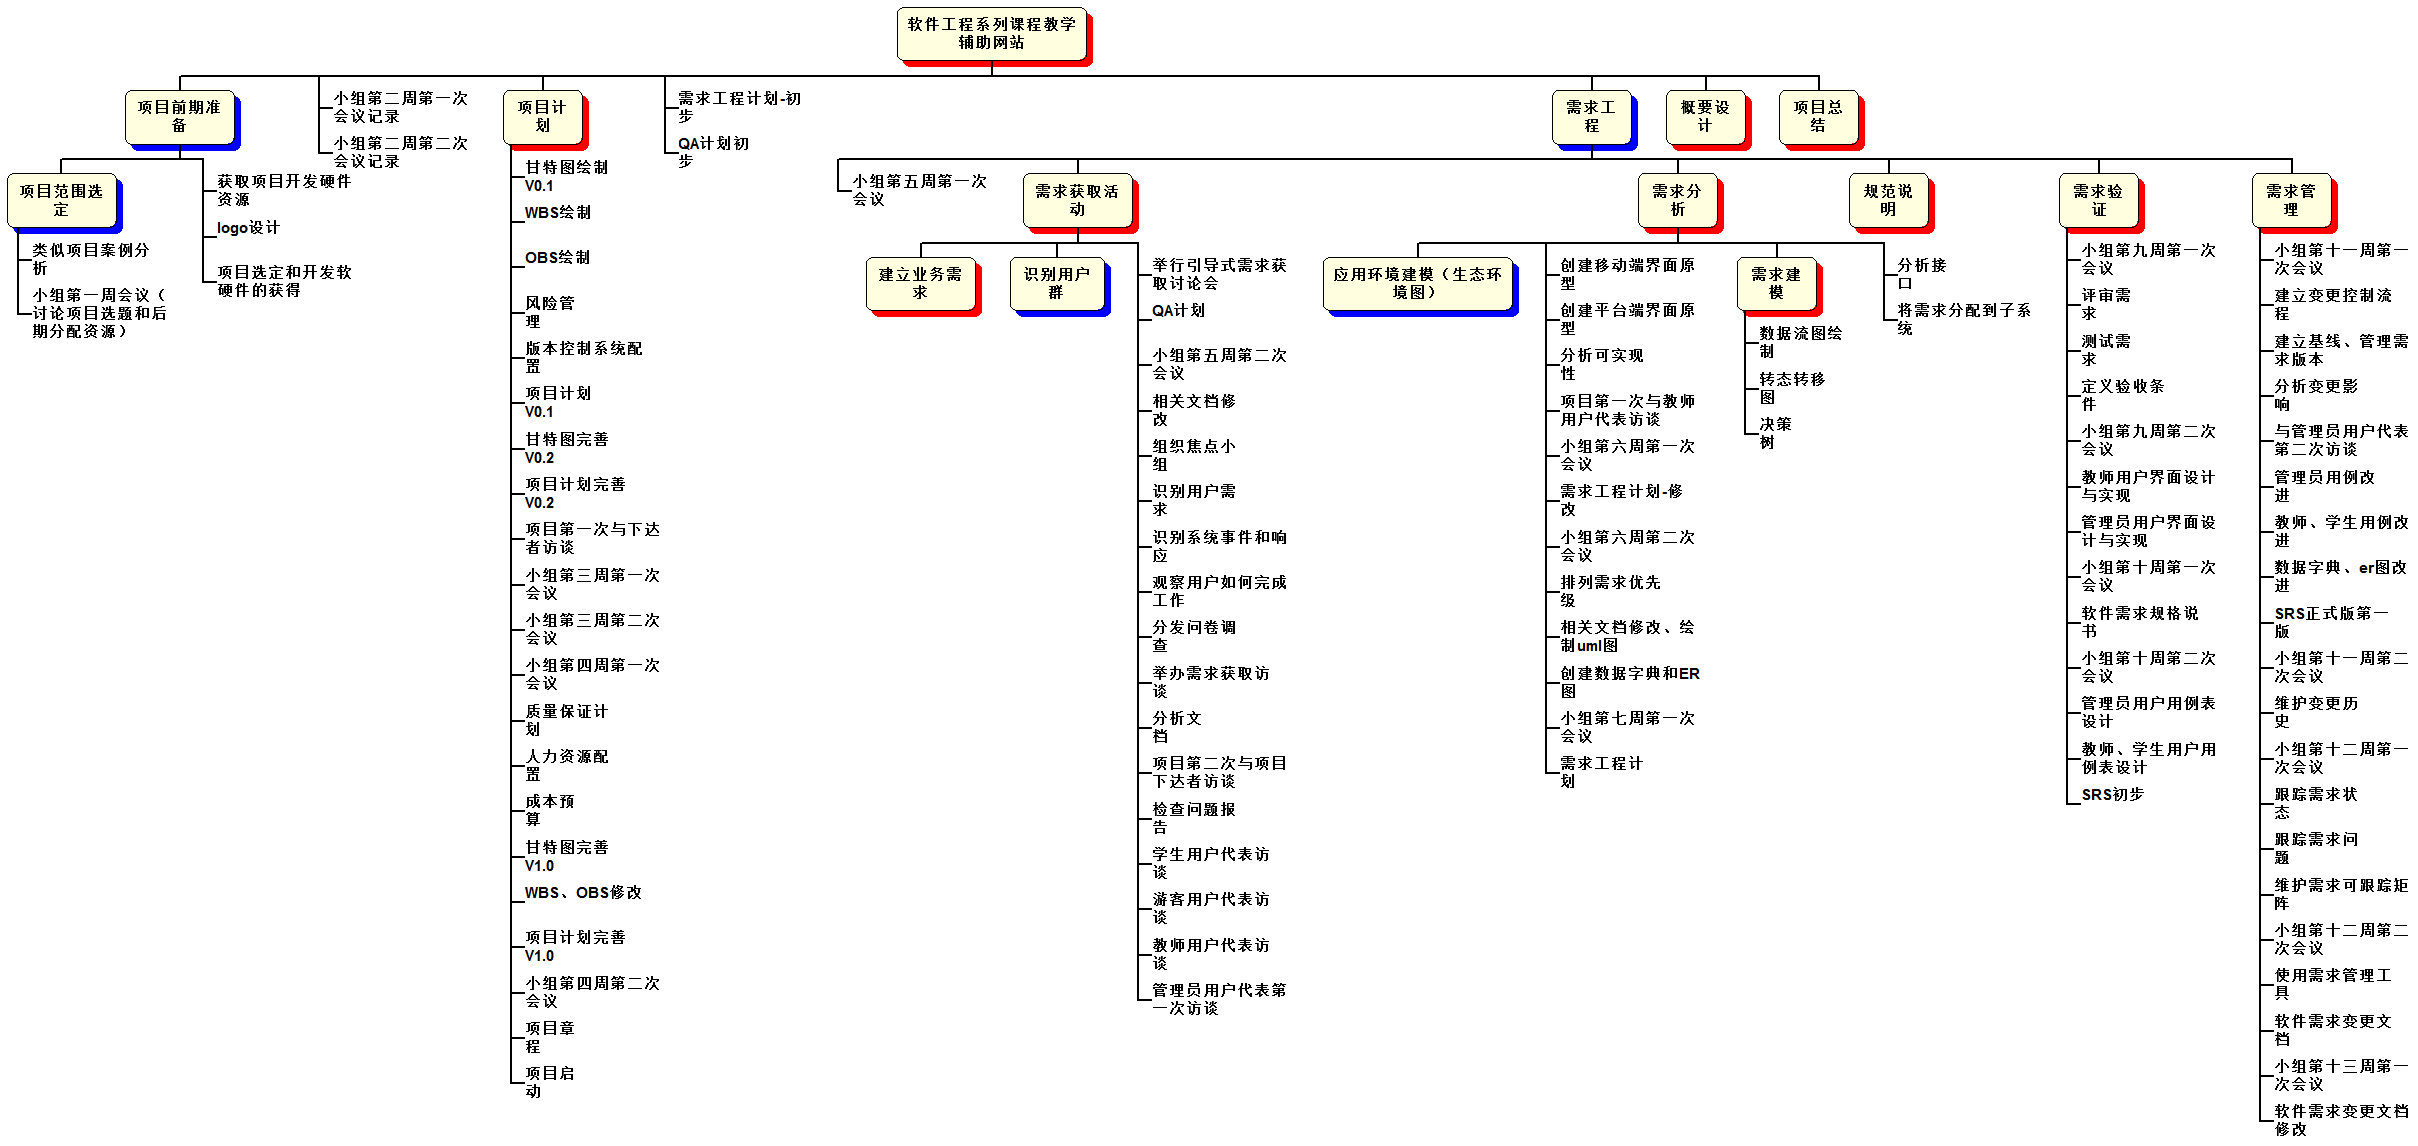 软件工程系列课程教学
辅助网站
项目前期准
备
项目范围选
定
类似项目案例分
析
小组第一周会议（
讨论项目选题和后
期分配资源）
获取项目开发硬件
资源
logo设计
项目选定和开发软
硬件的获得
小组第二周第一次
会议记录
小组第二周第二次
会议记录
项目计
划
甘特图绘制
V0.1
WBS绘制
OBS绘制
风险管
理
版本控制系统配
置
项目计划
V0.1
甘特图完善
V0.2
项目计划完善
V0.2
项目第一次与下达
者访谈
小组第三周第一次
会议
小组第三周第二次
会议
小组第四周第一次
会议
质量保证计
划
人力资源配
置
成本预
算
甘特图完善
V1.0
WBS、OBS修改
项目计划完善
V1.0
小组第四周第二次
会议
项目章
程
项目启
动
需求工程计划-初
步
QA计划初
步
需求工
程
小组第五周第一次
会议
需求获取活
动
建立业务需
求
识别用户
群
举行引导式需求获
取讨论会
QA计划
小组第五周第二次
会议
相关文档修
改
组织焦点小
组
识别用户需
求
识别系统事件和响
应
观察用户如何完成
工作
分发问卷调
查
举办需求获取访
谈
分析文
档
项目第二次与项目
下达者访谈
检查问题报
告
学生用户代表访
谈
游客用户代表访
谈
教师用户代表访
谈
管理员用户代表第
一次访谈
需求分
析
应用环境建模（生态环
境图）
创建移动端界面原
型
创建平台端界面原
型
分析可实现
性
项目第一次与教师
用户代表访谈
小组第六周第一次
会议
需求工程计划-修
改
小组第六周第二次
会议
排列需求优先
级
相关文档修改、绘
制uml图
创建数据字典和ER
图
小组第七周第一次
会议
需求工程计
划
需求建
模
数据流图绘
制
转态转移
图
决策
树
分析接
口
将需求分配到子系
统
规范说
明
需求验
证
小组第九周第一次
会议
评审需
求
测试需
求
定义验收条
件
小组第九周第二次
会议
教师用户界面设计
与实现
管理员用户界面设
计与实现
小组第十周第一次
会议
软件需求规格说
书
小组第十周第二次
会议
管理员用户用例表
设计
教师、学生用户用
例表设计
SRS初步
需求管
理
小组第十一周第一
次会议
建立变更控制流
程
建立基线、管理需
求版本
分析变更影
响
与管理员用户代表
第二次访谈
管理员用例改
进
教师、学生用例改
进
数据字典、er图改
进
SRS正式版第一
版
小组第十一周第二
次会议
维护变更历
史
小组第十二周第一
次会议
跟踪需求状
态
跟踪需求问
题
维护需求可跟踪矩
阵
小组第十二周第二
次会议
使用需求管理工
具
软件需求变更文
档
小组第十三周第一
次会议
软件需求变更文档
修改
概要设
计
项目总
结